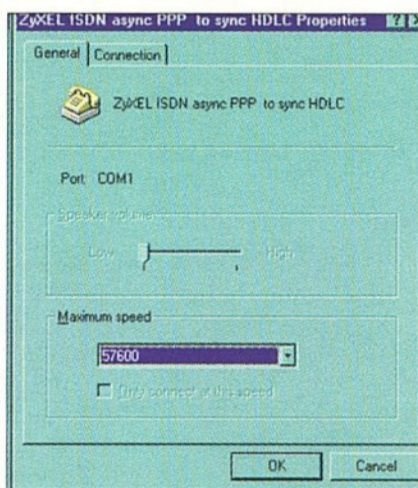 ZyXEL ISDN async PPP to sync HDLC Properties
General
Connection
ZyXEL ISDN async PPP to sync HDLC
Port: COM1
Speaker volume
Low
High
Maximum speed
57600
Only connect at this speed
OK
Cancel